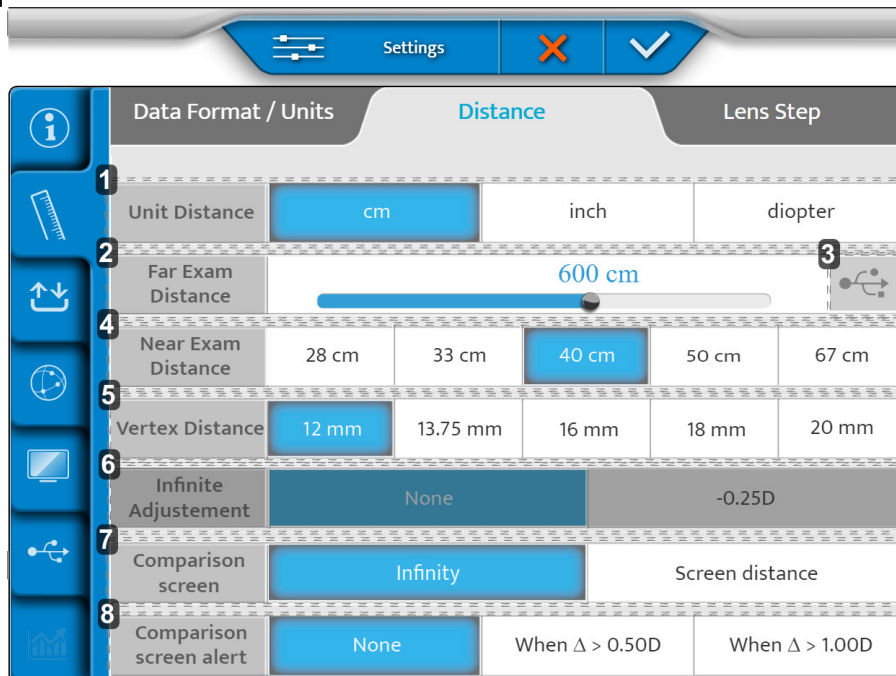 Settings
Data Format / Units Distance Lens Step
1
Unit Distance cm inch diopter
2
3
Far Exam
Distance
600 cm
4
Near Exam
Distance
28 cm 33 cm 40 cm 50 cm 67 cm
5
Vertex Distance 12 mm 13.75 mm 16 mm 18 mm 20 mm
6
Infinite
Adjustement
None -0.25D
7
Comparison
screen
Infinity Screen distance
8
Comparison
screen alert
None When Δ > 0.50D When Δ > 1.00D